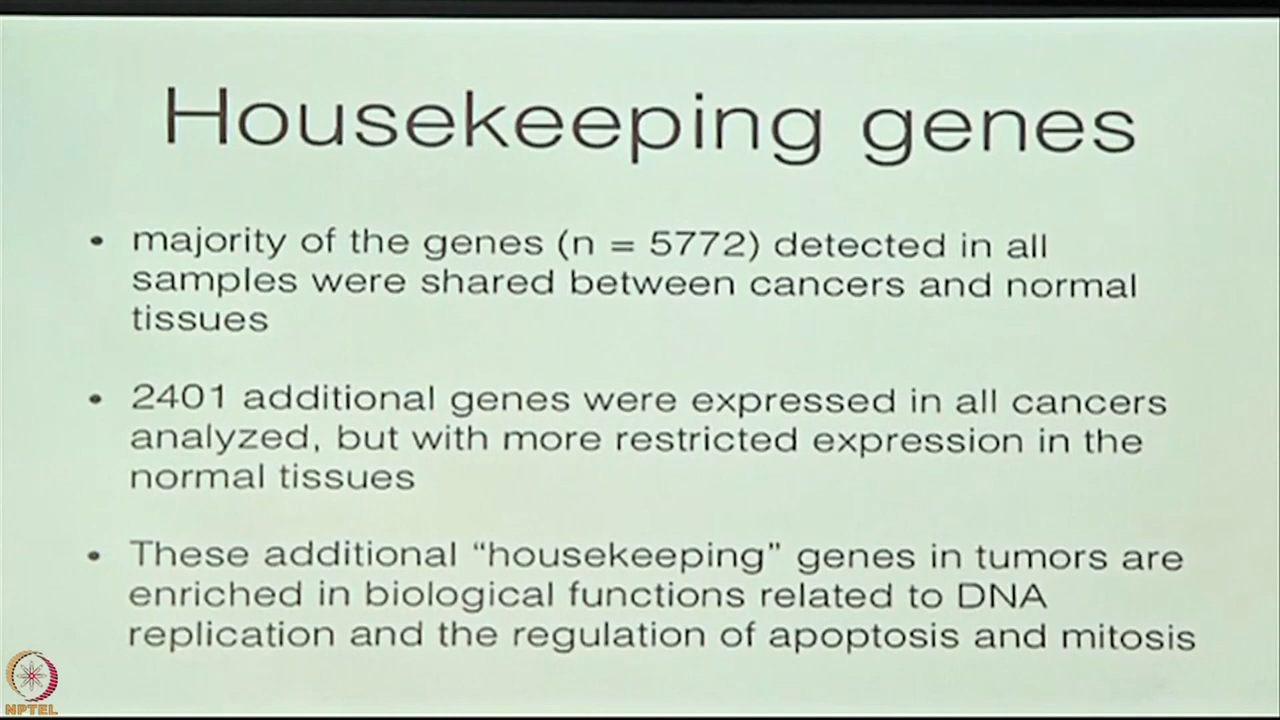 Housekeeping genes
• majority of the genes (n = 5772) detected in all
samples were shared between cancers and normal
tissues
• 2401 additional genes were expressed in all cancers
analyzed, but with more restricted expression in the
normal tissues
• These additional “housekeeping” genes in tumors are
enriched in biological functions related to DNA
replication and the regulation of apoptosis and mitosis
NPTEL